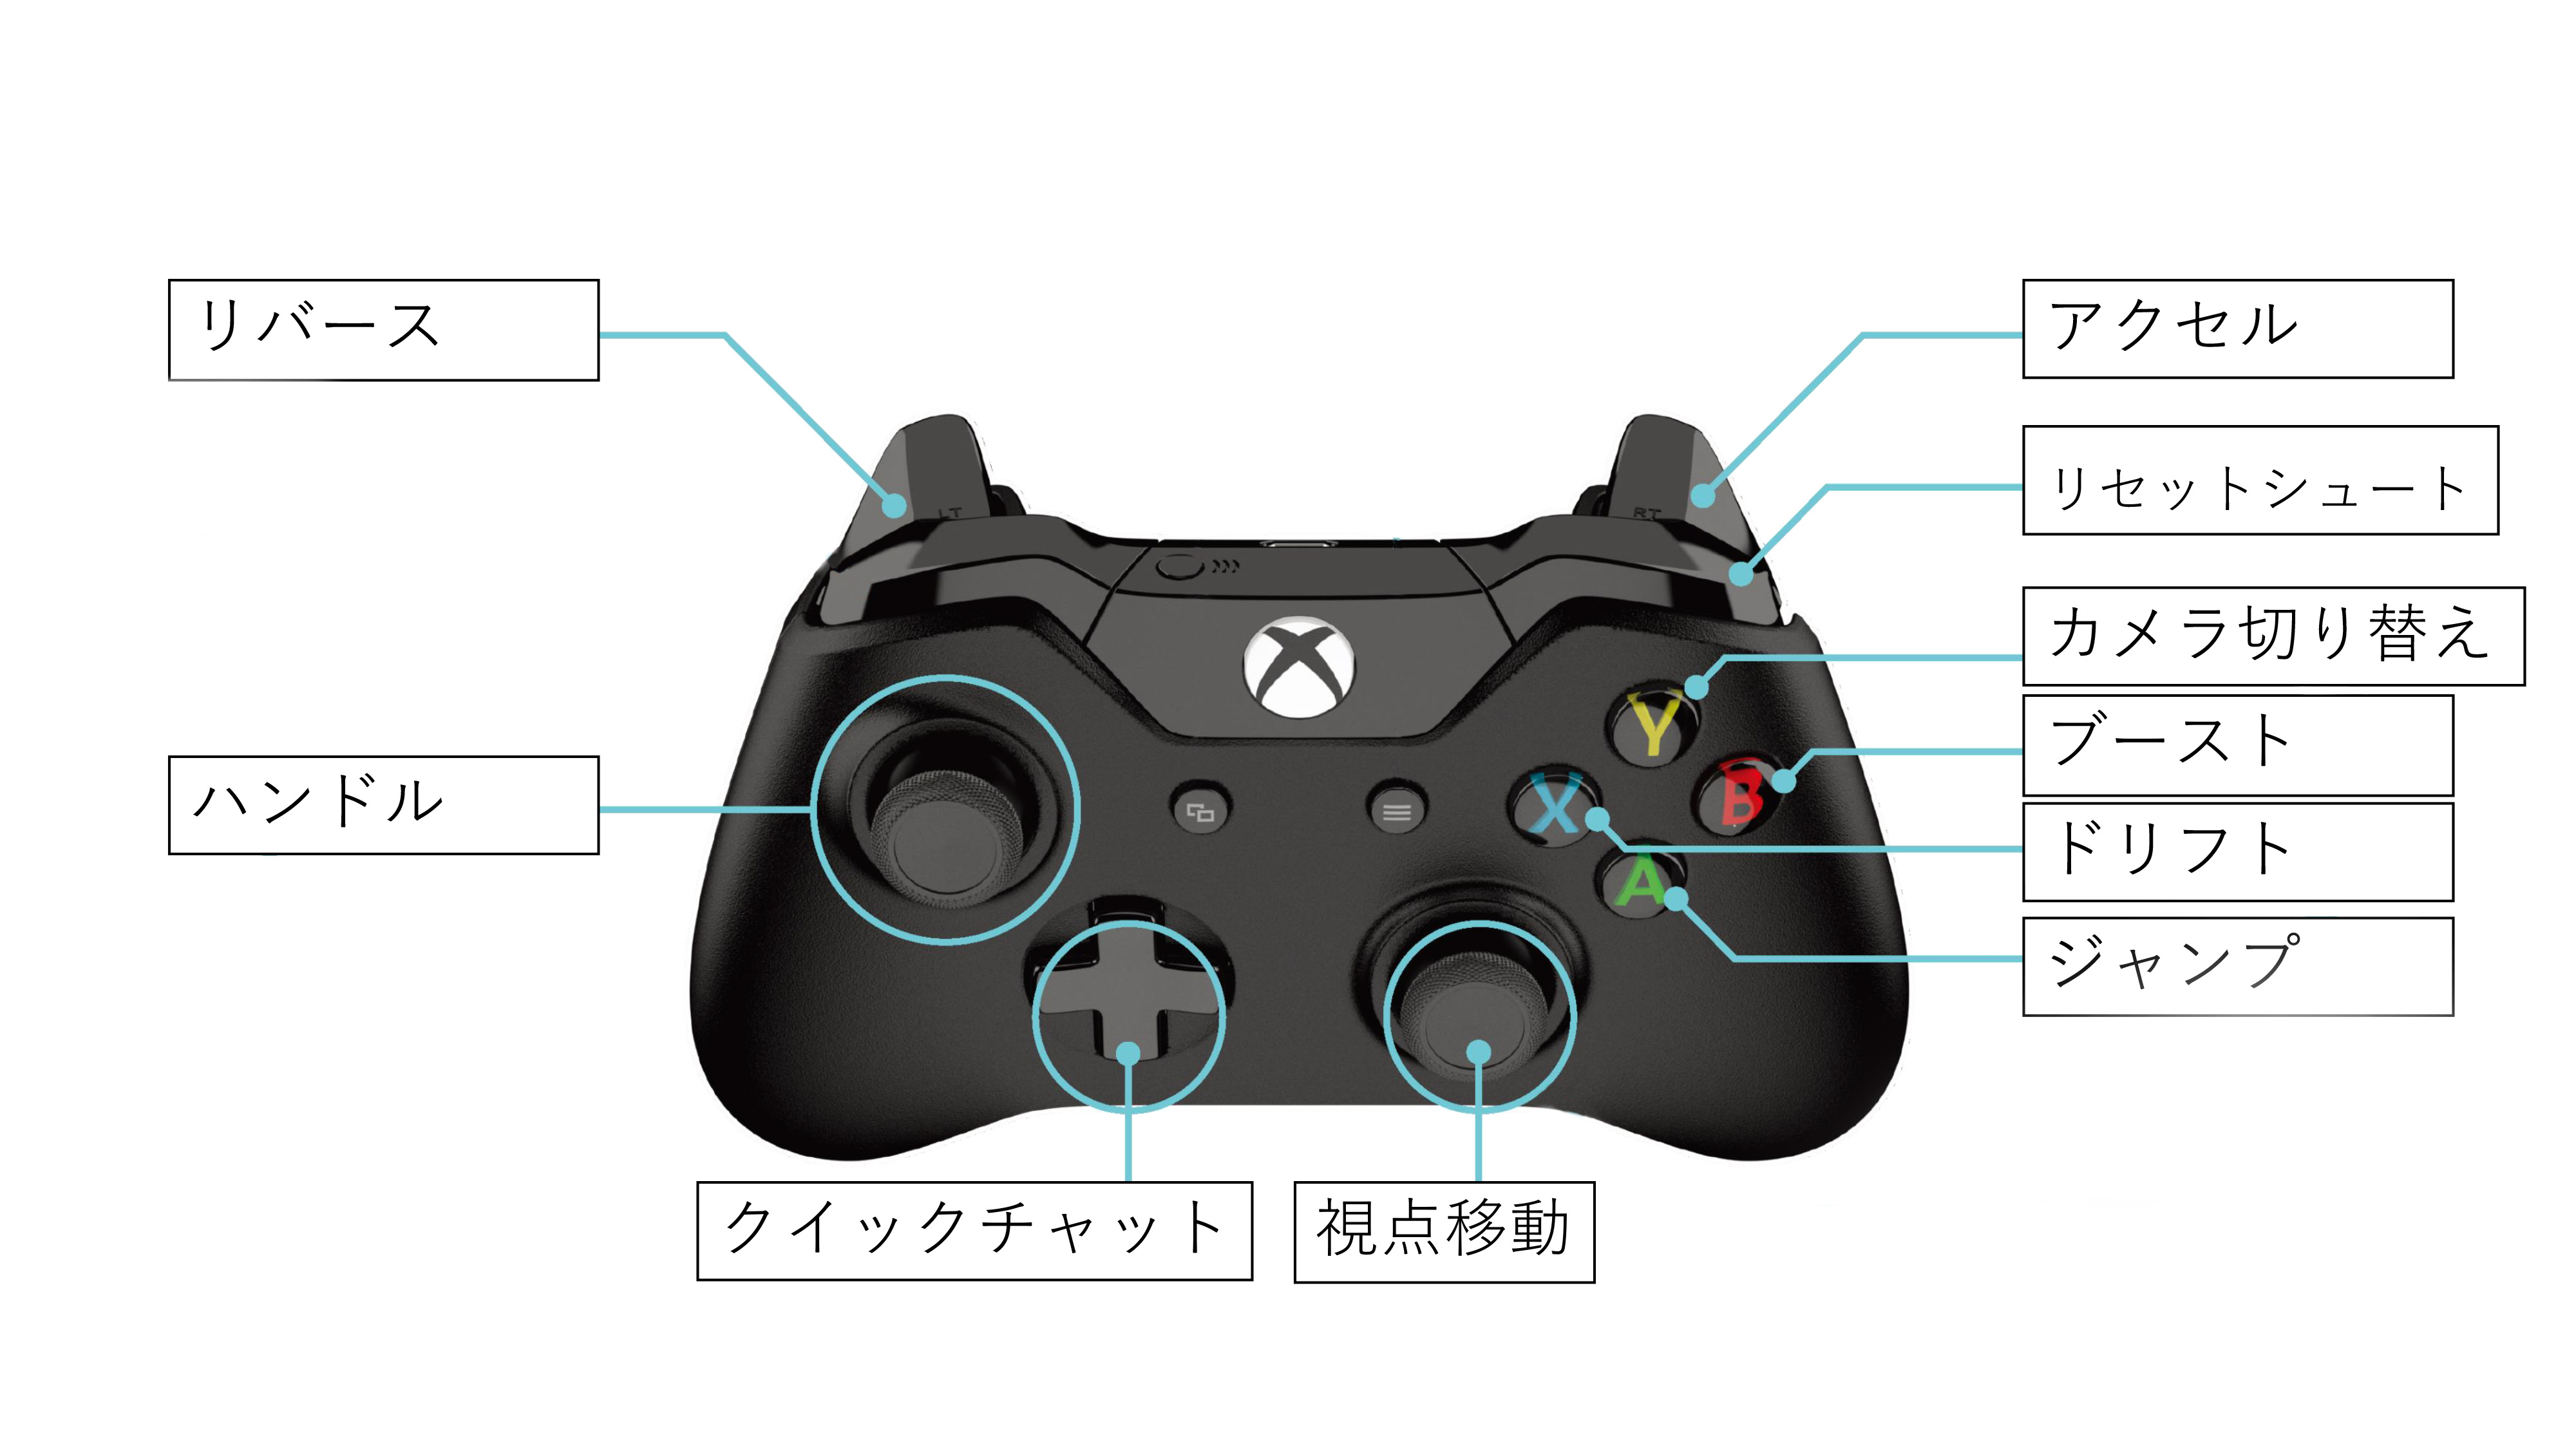 リバース
アクセル
リセットシュート
LT
RT
カメラ切り替え
Y
ブースト
ハンドル
X
B
ドリフト
A
ジャンプ
クイックチャット
視点移動